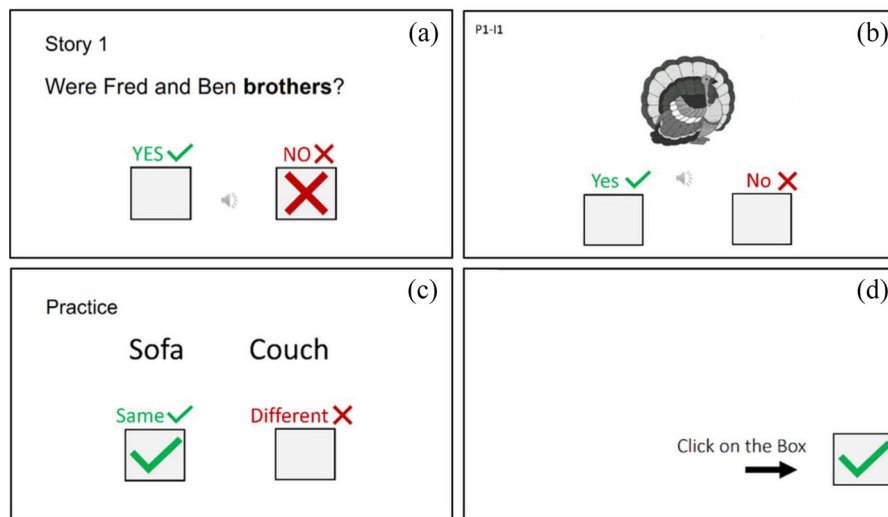 (a)
Story 1
Were Fred and Ben brothers?
YES NO
(b)
P1-I1
Yes No
(c)
Practice
Sofa Couch
Same Different
(d)
Click on the Box